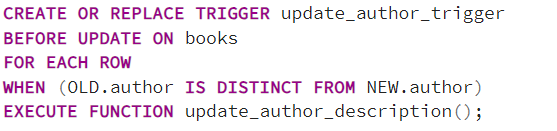 CREATE OR REPLACE TRIGGER update_author_trigger
BEFORE UPDATE ON books
FOR EACH ROW
WHEN (OLD.author IS DISTINCT FROM NEW.author)
EXECUTE FUNCTION update_author_description();